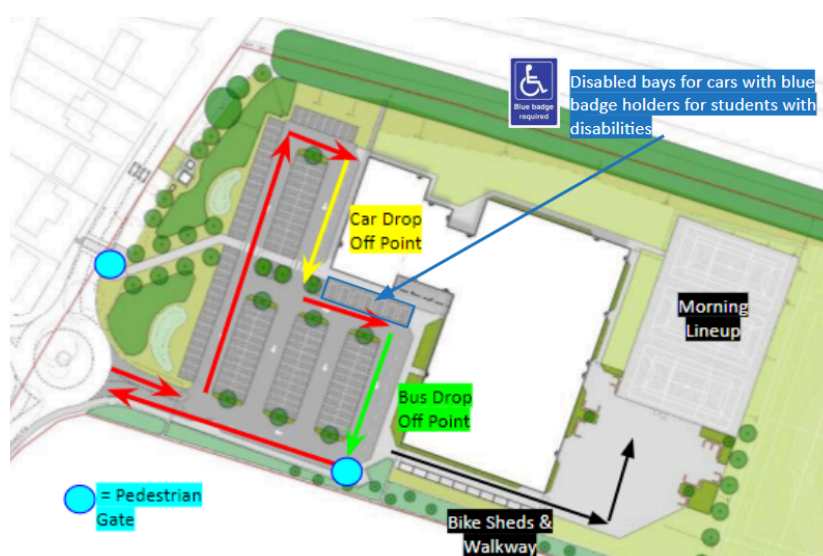 Blue badge
required
Disabled bays for cars with blue
badge holders for students with
disabilities
Car Drop
Off Point
Morning
Lineup
Bus Drop
Off Point
= Pedestrian
Gate
Bike Sheds &
Walkway